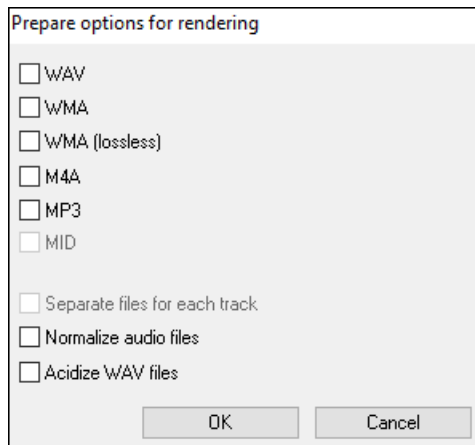 Prepare options for rendering
WAV
WMA
WMA (lossless)
M4A
MP3
MID
Separate files for each track
Normalize audio files
Acidize WAV files
OK
Cancel